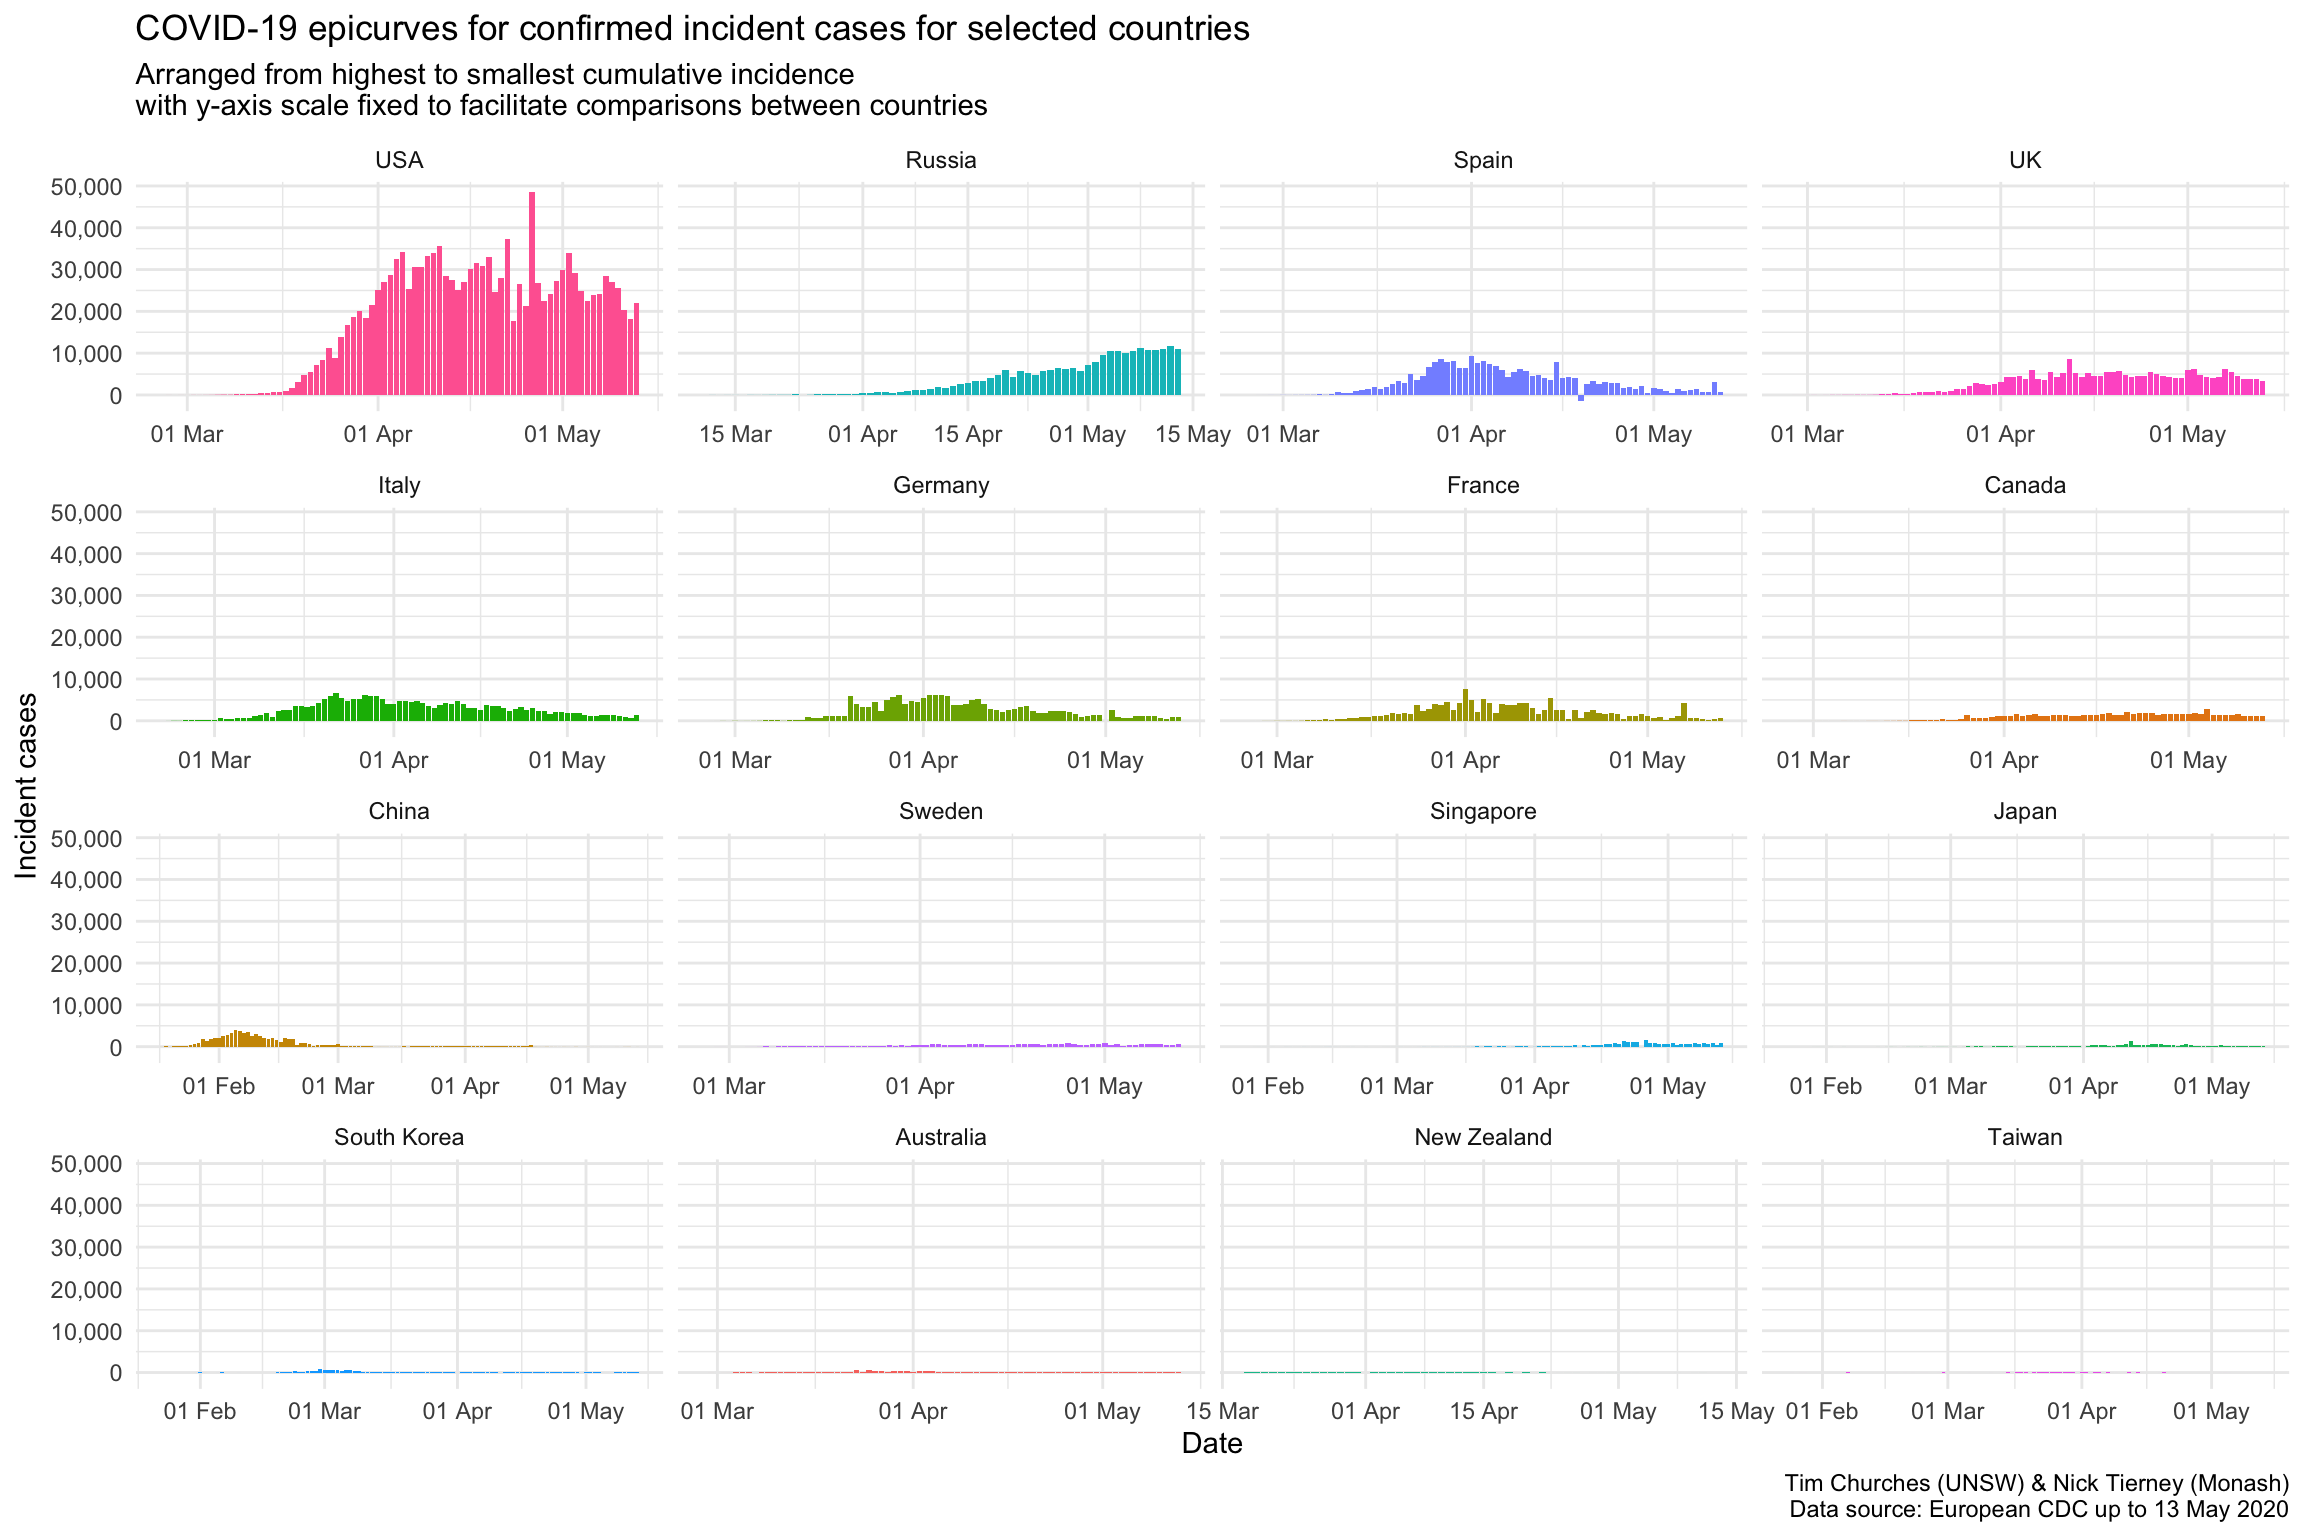 COVID-19 epicurves for confirmed incident cases for selected countries
Arranged from highest to smallest cumulative incidence
with y-axis scale fixed to facilitate comparisons between countries
USA
Russia
Spain
UK
50,000
40,000
30,000
20,000
10,000
0
01 Mar
01 Apr
01 May
15 Mar
01 Apr
15 Apr
01 May
15 May
01 Mar
01 Apr
01 May
01 Mar
01 Apr
01 May
Italy
Germany
France
Canada
50,000
40,000
30,000
20,000
10,000
0
01 Mar
01 Apr
01 May
01 Mar
01 Apr
01 May
01 Mar
01 Apr
01 May
01 Mar
01 Apr
01 May
Incident cases
China
Sweden
Singapore
Japan
50,000
40,000
30,000
20,000
10,000
0
01 Feb
01 Mar
01 Apr
01 May
01 Mar
01 Apr
01 May
01 Feb
01 Mar
01 Apr
01 May
01 Feb
01 Mar
01 Apr
01 May
South Korea
Australia
New Zealand
Taiwan
50,000
40,000
30,000
20,000
10,000
0
01 Feb
01 Mar
01 Apr
01 May
01 Mar
01 Apr
01 May
15 Mar
01 Apr
15 Apr
01 May
15 May
01 Feb
01 Mar
01 Apr
01 May
Date
Tim Churches (UNSW) & Nick Tierney (Monash)
Data source: European CDC up to 13 May 2020